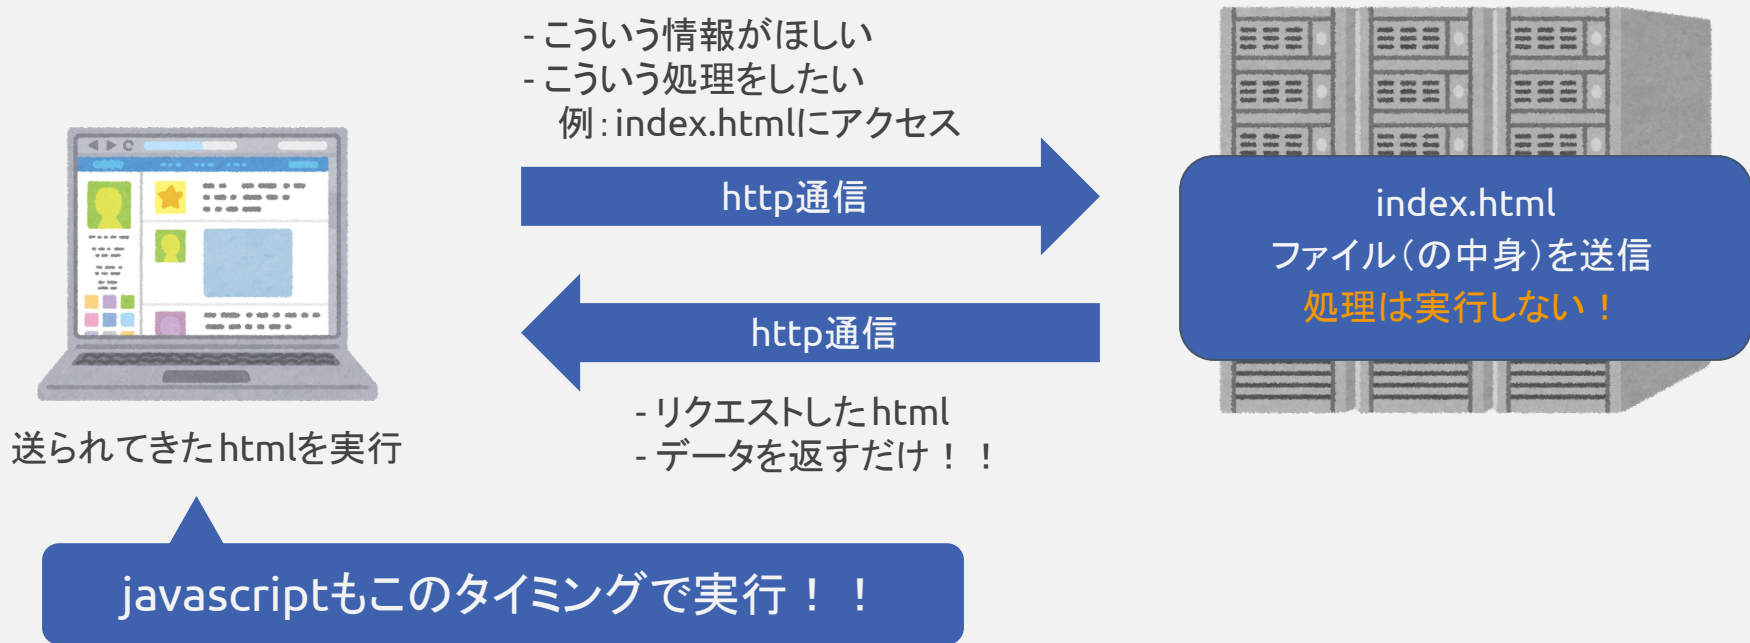 - こういう情報がほしい
- こういう処理をしたい
例：index.htmlにアクセス
http通信
index.html
ファイル（の中身）を送信
処理は実行しない！
http通信
- リクエストしたhtml
- データを返すだけ！！
送られてきたhtmlを実行
javascriptもこのタイミングで実行！！